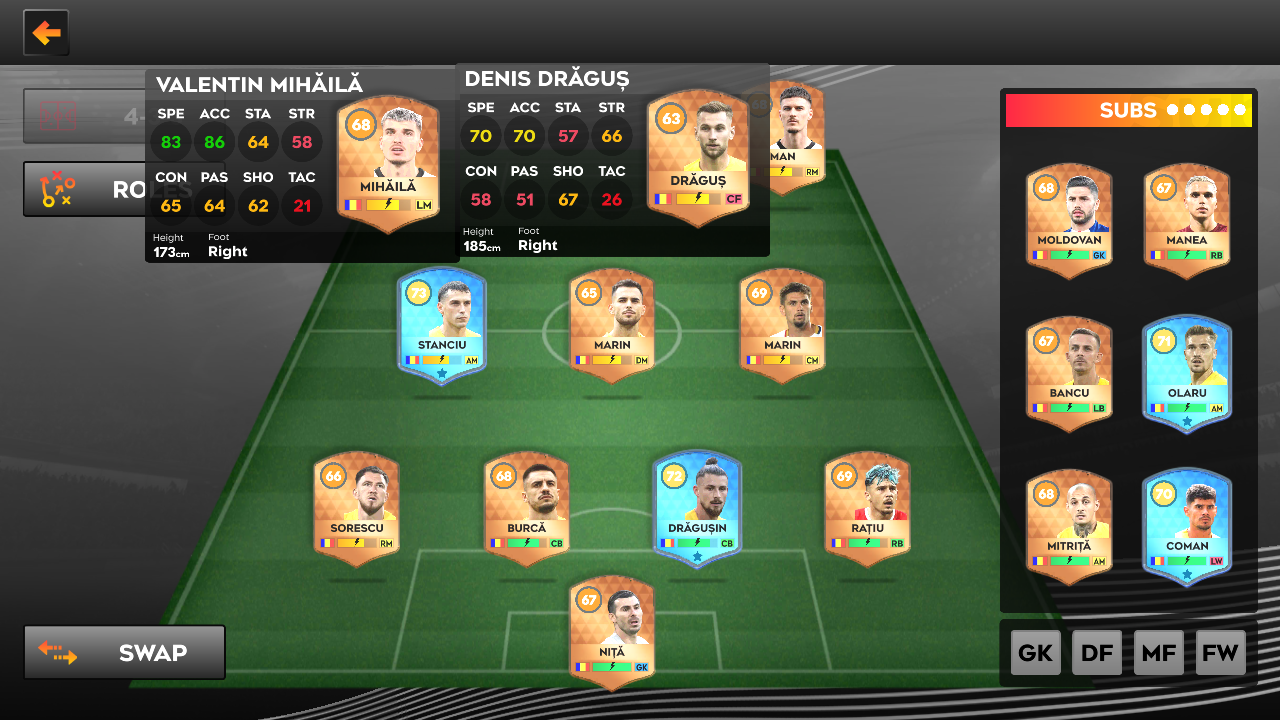 VALENTIN MIHĂILĂ
SPE ACC STA STR
83 86 64 58
CON PAS SHO TAC
65 64 62 21
Height Foot
173cm Right
68
MIHĂILĂ
LM
DENIS DRĂGUȘ
SPE ACC STA STR
70 70 57 66
CON PAS SHO TAC
58 51 67 26
Height Foot
185cm Right
63
DRĂGUȘ
CF
68
MAN
RM
4-
ROLES
SUBS
68
MOLDOVAN
GK
67
MANEA
RB
67
BANCU
LB
71
OLARU
AM
68
MITRIȚĂ
AM
70
COMAN
LW
73
STANCIU
AM
65
MARIN
DM
69
MARIN
CM
66
SORESCU
RM
68
BURCĂ
CB
72
DRĂGUȘIN
CB
69
RAȚIU
RB
67
NIȚĂ
GK
SWAP
GK DF MF FW